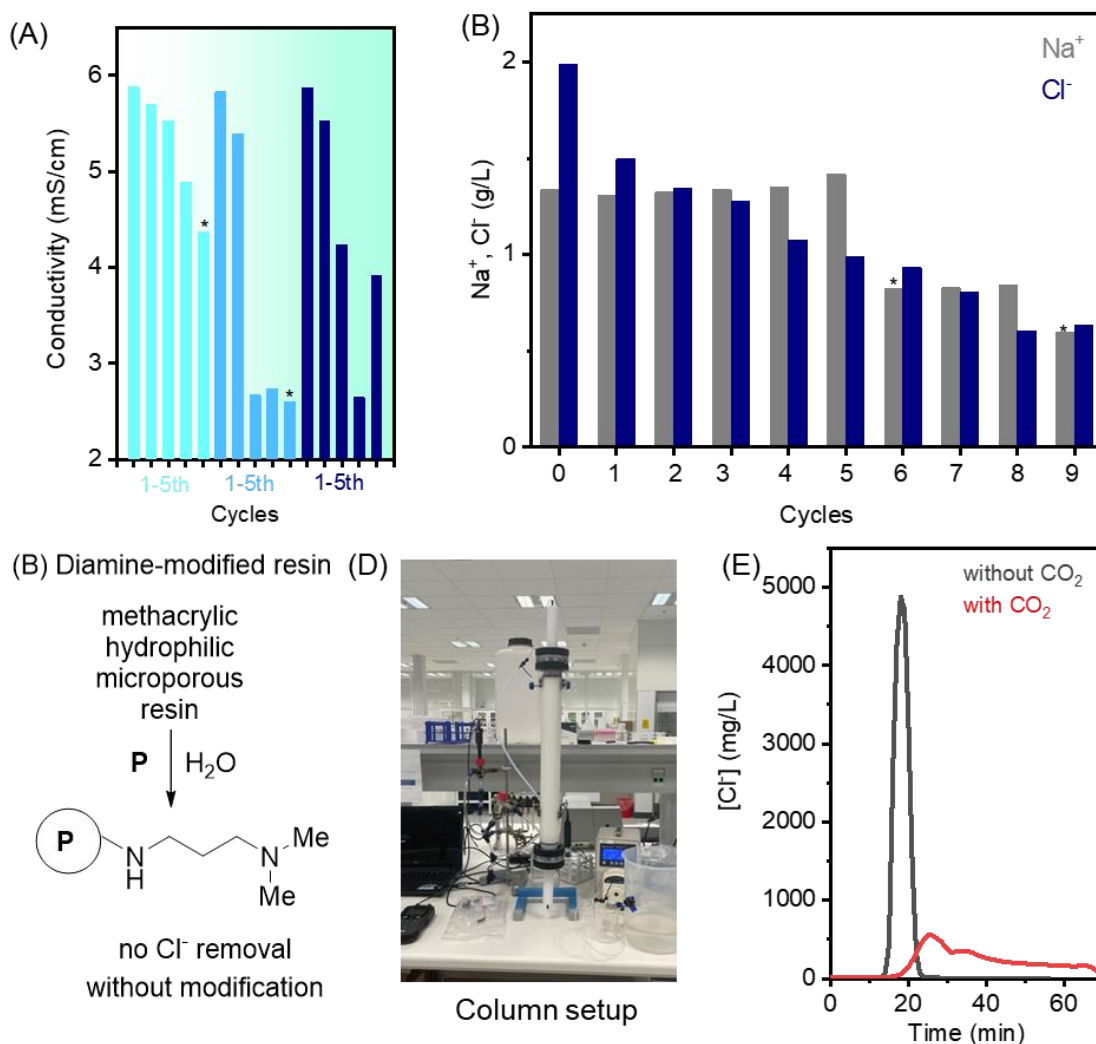 (A)
Conductivity (mS/cm)
6
5
4
3
2
*
*
1-5th 1-5th 1-5th
Cycles
(B)
Na⁺
Cl⁻
Na⁺, Cl⁻ (g/L)
2
1
0
*
*
0 1 2 3 4 5 6 7 8 9
Cycles
(B) Diamine-modified resin
methacrylic
hydrophilic
microporous
resin
P H₂O
P
N
H
N
Me
Me
no Cl⁻ removal
without modification
(D)
Column setup
(E)
without CO₂
with CO₂
[Cl⁻] (mg/L)
5000
4000
3000
2000
1000
0
0 20 40 60
Time (min)